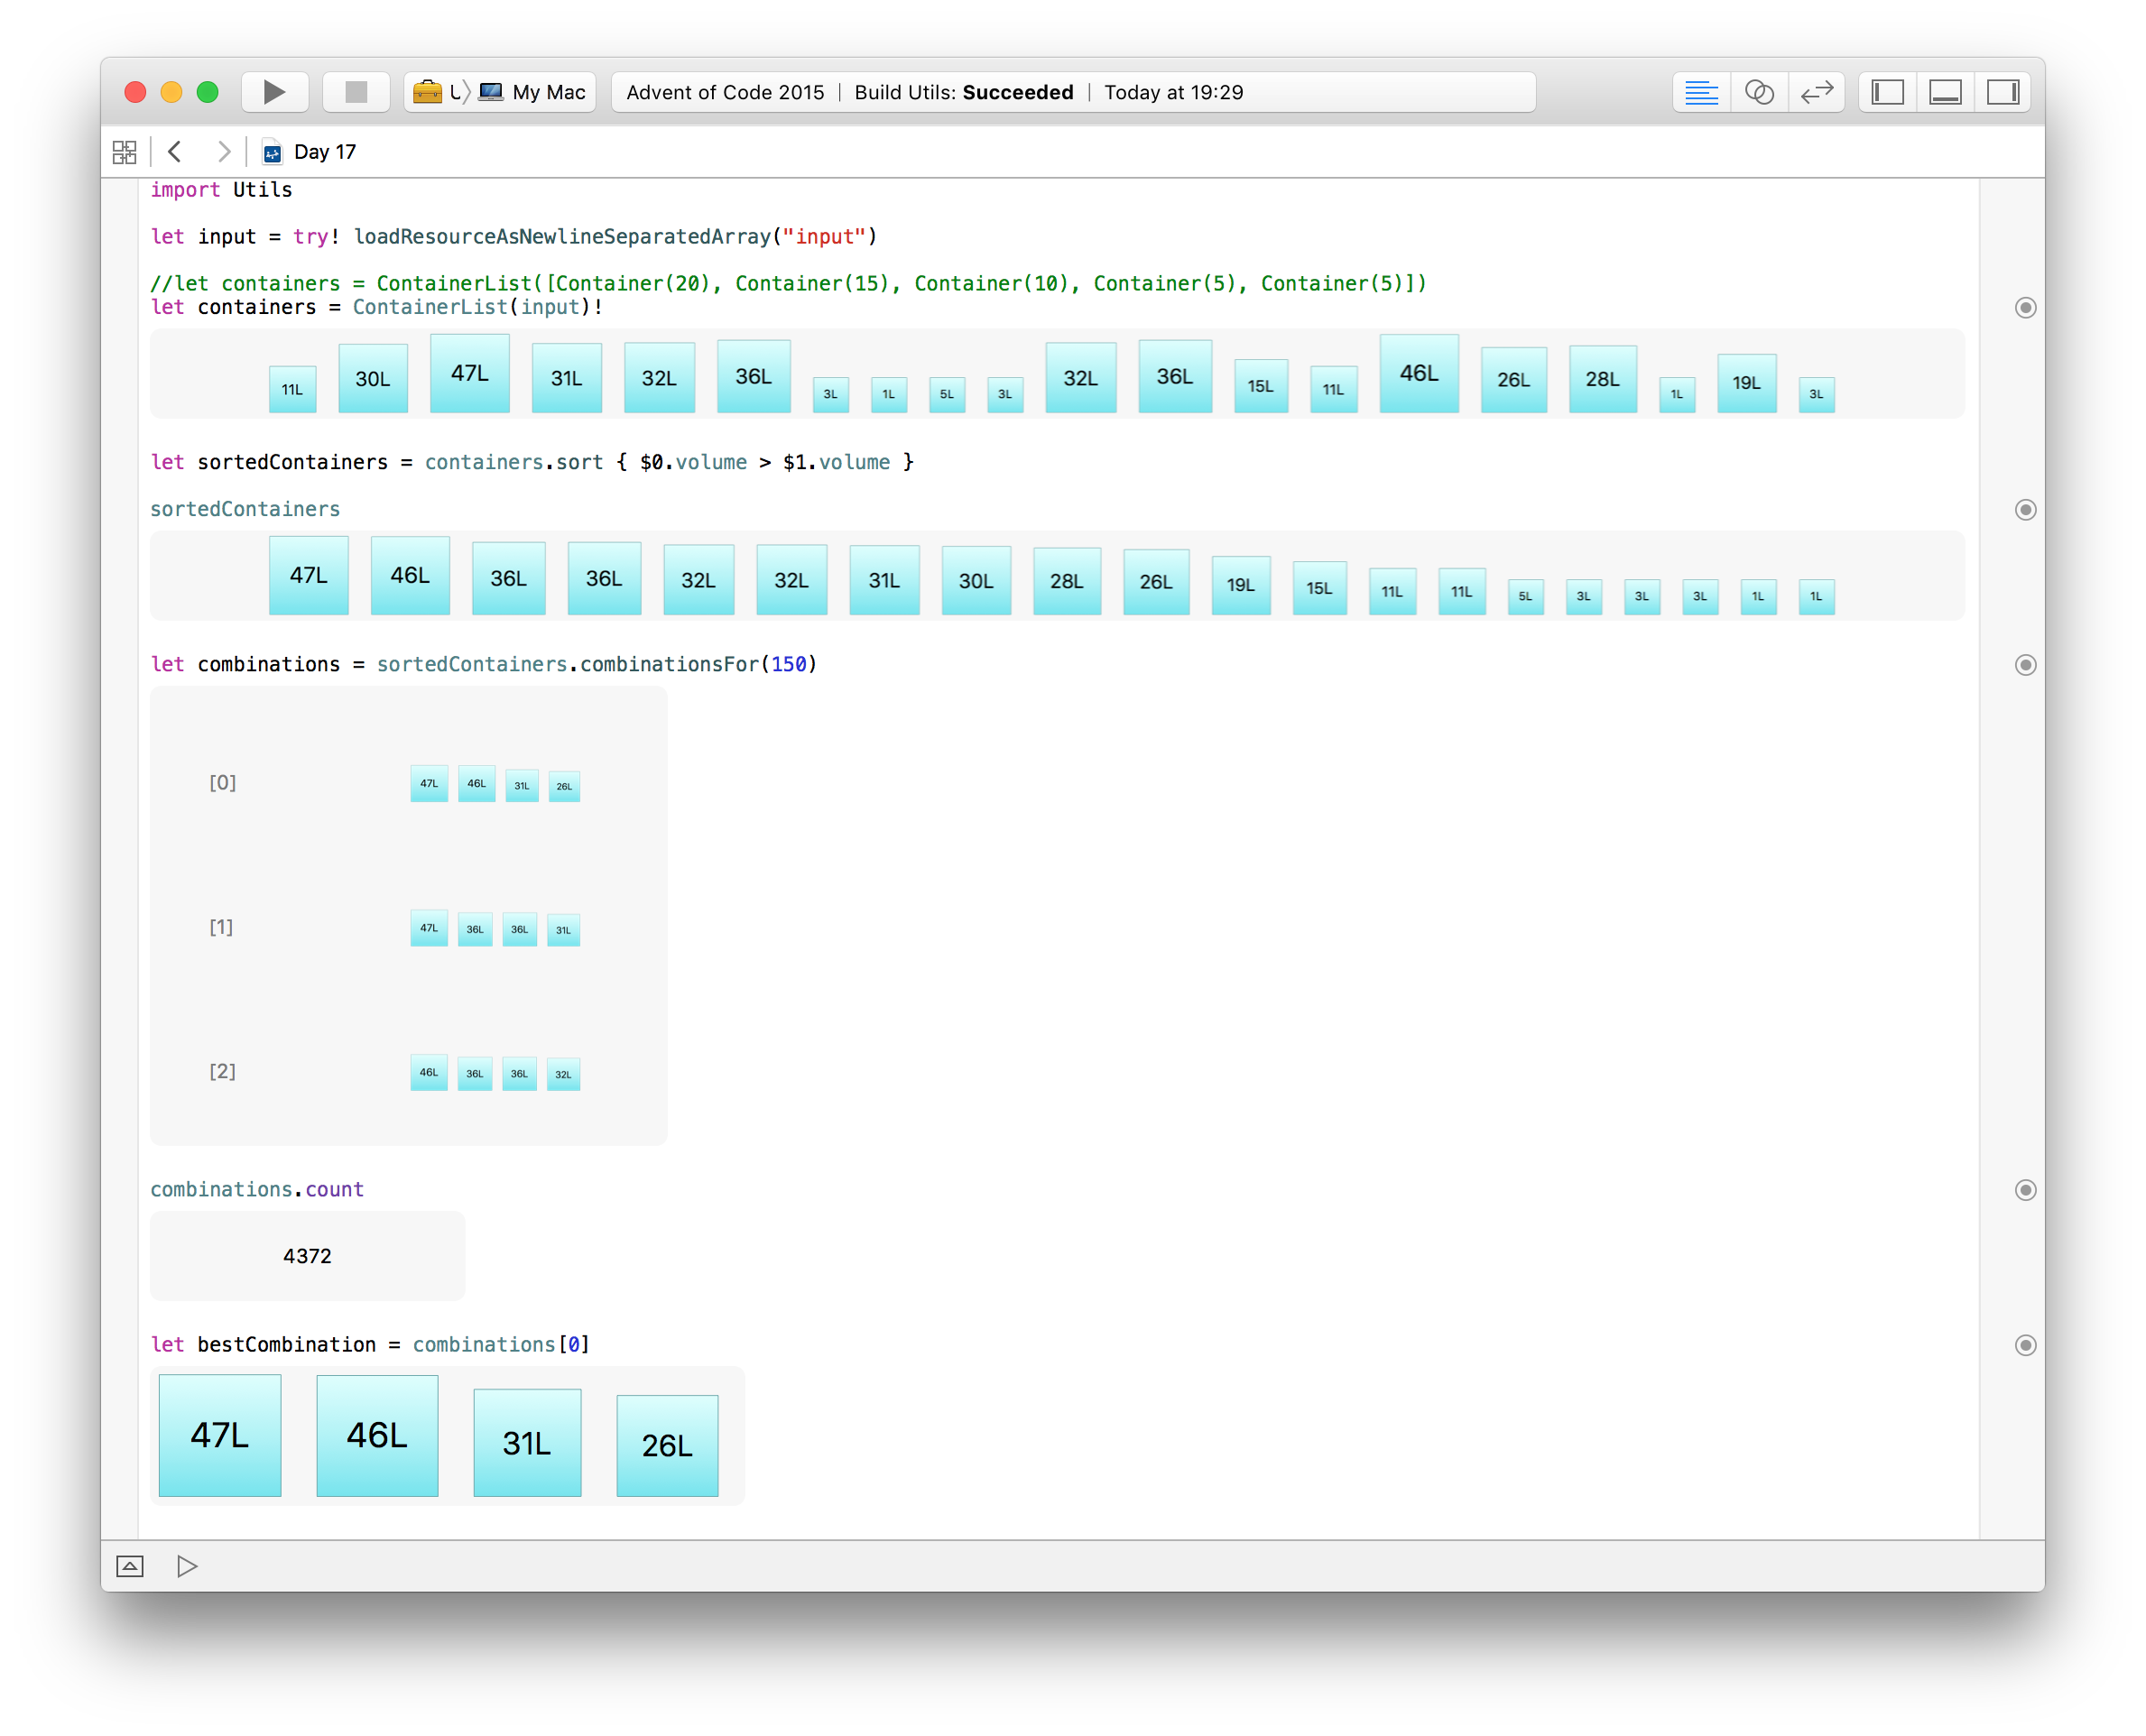 My Mac
Advent of Code 2015 | Build Utils: Succeeded | Today at 19:29
Day 17
import Utils
let input = try! loadResourceAsNewlineSeparatedArray("input")
//let containers = ContainerList([Container(20), Container(15), Container(10), Container(5), Container(5)])
let containers = ContainerList(input)!
11L 30L 47L 31L 32L 36L 3L 1L 5L 3L 32L 36L 15L 11L 46L 26L 28L 1L 19L 3L
let sortedContainers = containers.sort { $0.volume > $1.volume }
sortedContainers
47L 46L 36L 36L 32L 32L 31L 30L 28L 26L 19L 15L 11L 11L 5L 3L 3L 3L 1L 1L
let combinations = sortedContainers.combinationsFor(150)
[0] 47L 46L 31L 26L
[1] 47L 36L 36L 31L
[2] 46L 36L 36L 32L
combinations.count
4372
let bestCombination = combinations[0]
47L 46L 31L 26L